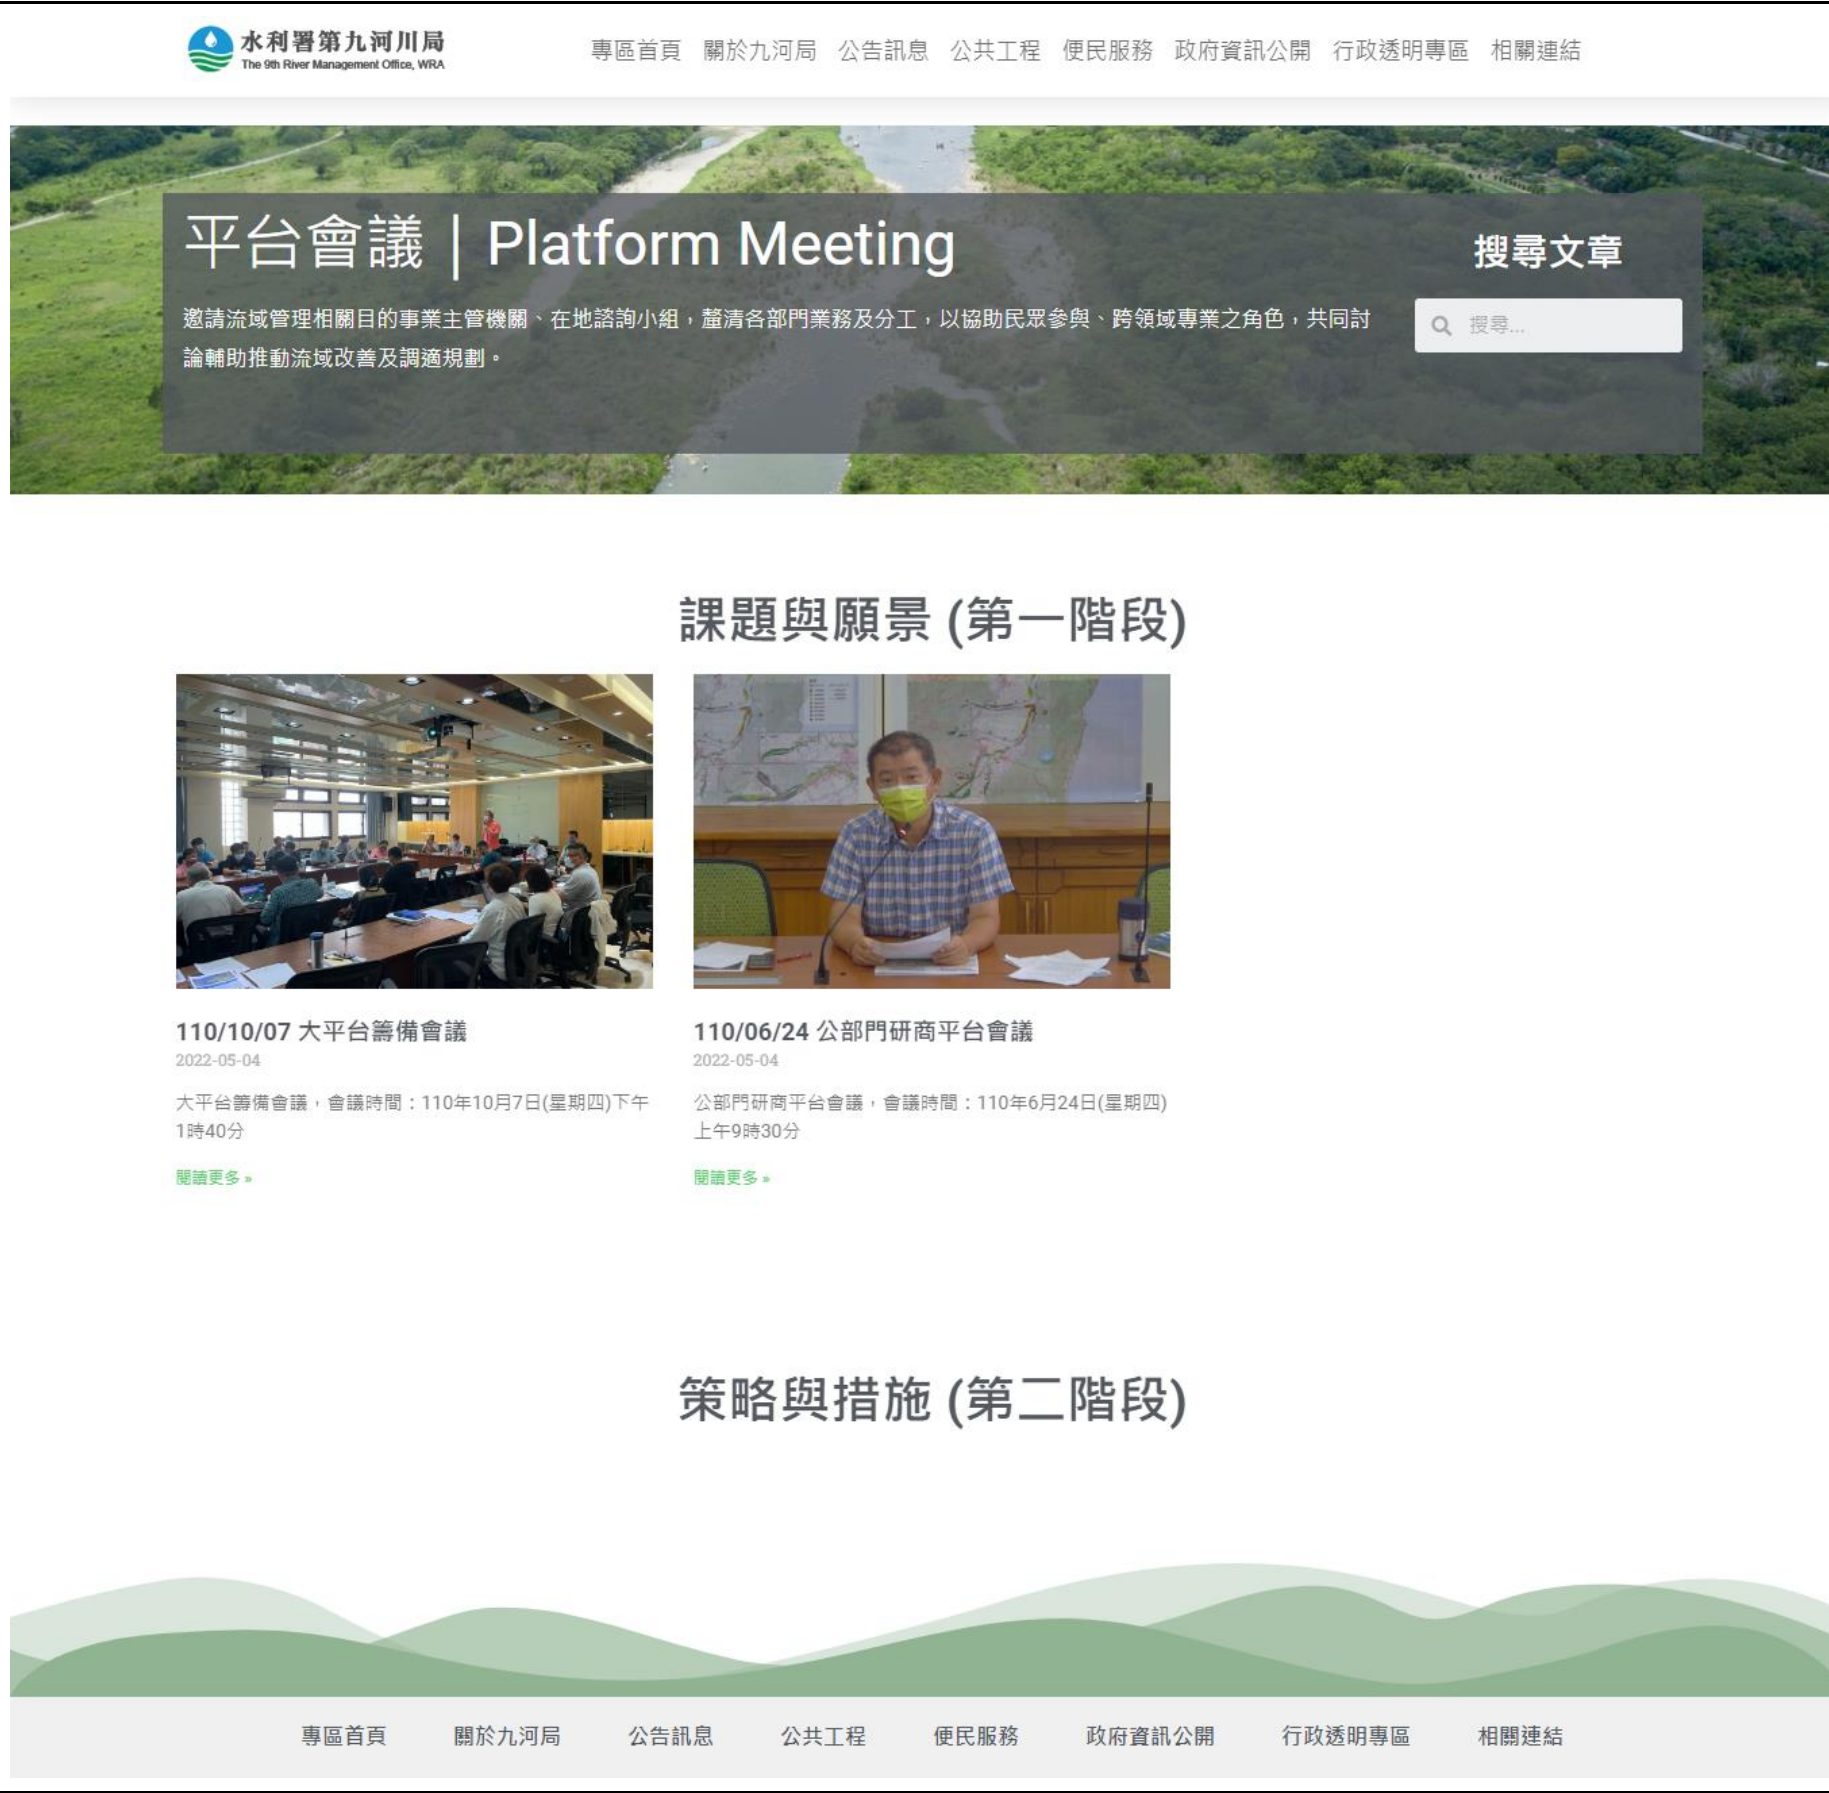 水利署第九河川局
The 9th River Management Office, WRA
專區首頁 關於九河局 公告訊息 公共工程 便民服務 政府資訊公開 行政透明專區 相關連結
平台會議｜Platform Meeting
邀請流域管理相關目的事業主管機關、在地諮詢小組，釐清各部門業務及分工，以協助民眾參與、跨領域專業之角色，共同討
論輔助推動流域改善及調適規劃。
搜尋文章
搜尋...
課題與願景 (第一階段)
110/10/07 大平台籌備會議
2022-05-04
大平台籌備會議，會議時間：110年10月7日(星期四)下午
1時40分
閱讀更多 »
110/06/24 公部門研商平台會議
2022-05-04
公部門研商平台會議，會議時間：110年6月24日(星期四)
上午9時30分
閱讀更多 »
策略與措施 (第二階段)
專區首頁 關於九河局 公告訊息 公共工程 便民服務 政府資訊公開 行政透明專區 相關連結